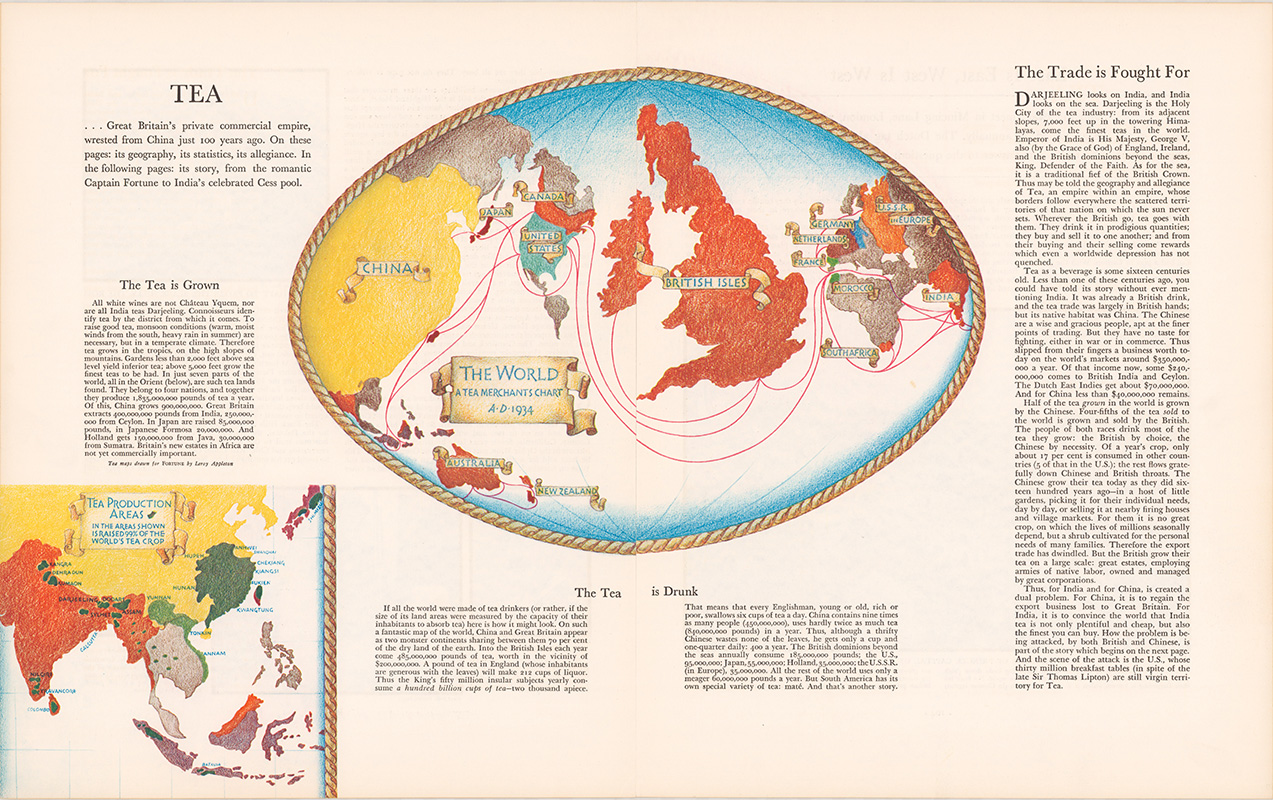 TEA
. . . Great Britain's private commercial empire,
wrested from China just 100 years ago. On these
pages: its geography, its statistics, its allegiance. In
the following pages: its story, from the romantic
Captain Fortune to India's celebrated Cess pool.
The Tea is Grown
All white wines are not Château Yquem, nor
are all India teas Darjeeling. Connoisseurs iden-
tify tea by the district from which it comes. To
raise good tea, monsoon conditions (warm, moist
winds from the south, heavy rain in summer) are
necessary, but in a temperate climate. Therefore
tea grows in the tropics, on the high slopes of
mountains. Gardens less than 2,000 feet above sea
level yield inferior tea; above 5,000 feet grow the
finest teas to be had. In just seven parts of the
world, all in the Orient (below), are such tea lands
found. They belong to four nations, and together
they produce 1,835,000,000 pounds of tea a year.
Of this, China grows 900,000,000. Great Britain
extracts 400,000,000 pounds from India, 250,000,-
000 from Ceylon. In Japan are raised 85,000,000
pounds, in Japanese Formosa 20,000,000. And
Holland gets 150,000,000 from Java, 30,000,000
from Sumatra. Britain's new estates in Africa are
not yet commercially important.
Tea maps drawn for FORTUNE by Leroy Appleton
TEA PRODUCTION
AREAS
IN THE AREAS SHOWN
IS RAISED 99% OF THE
WORLD'S TEA CROP
KANGRA
DEHRADUN
KUMAON
DARJEELING
DOOARS
ASSAM
SYLHET
CALCUTTA
NILGIRI
TRAVANCORE
COLOMBO
HUPEH
HUNAN
YUNNAN
ANHWEI
SHANGHAI
CHEKIANG
KIANGSI
FUKIEN
KWANGTUNG
TONKIN
ANNAM
BATAVIA
CHINA
JAPAN
CANADA
UNITED
STATES
BRITISH ISLES
GERMANY
NETHERLANDS
FRANCE
U.S.S.R.
IN EUROPE
MOROCCO
INDIA
SOUTH AFRICA
AUSTRALIA
NEW ZEALAND
THE WORLD
A TEA MERCHANTS CHART
A·D·1934
The Tea is Drunk
If all the world were made of tea drinkers (or rather, if the
size of its land areas were measured by the capacity of their
inhabitants to absorb tea) here is how it might look. On such
a fantastic map of the world, China and Great Britain appear
as two monster continents sharing between them 70 per cent
of the dry land of the earth. Into the British Isles each year
come 485,000,000 pounds of tea, worth in the vicinity of
$200,000,000. A pound of tea in England (whose inhabitants
are generous with the leaves) will make 212 cups of liquor.
Thus the King's fifty million insular subjects yearly con-
sume a hundred billion cups of tea—two thousand apiece.
That means that every Englishman, young or old, rich or
poor, swallows six cups of tea a day. China contains nine times
as many people (450,000,000), uses hardly twice as much tea
(840,000,000 pounds) in a year. Thus, although a thrifty
Chinese wastes none of the leaves, he gets only a cup and
one-quarter daily: 400 a year. The British dominions beyond
the seas annually consume 185,000,000 pounds; the U.S.,
95,000,000; Japan, 55,000,000; Holland, 35,000,000; the U.S.S.R.
(in Europe), 35,000,000. All the rest of the world uses only a
meager 60,000,000 pounds a year. But South America has its
own special variety of tea: maté. And that's another story.
The Trade is Fought For
DARJEELING looks on India, and India
looks on the sea. Darjeeling is the Holy
City of the tea industry: from its adjacent
slopes, 7,000 feet up in the towering Hima-
layas, come the finest teas in the world.
Emperor of India is His Majesty, George V,
also (by the Grace of God) of England, Ireland,
and the British dominions beyond the seas,
King, Defender of the Faith. As for the sea,
it is a traditional fief of the British Crown.
Thus may be told the geography and allegiance
of Tea, an empire within an empire, whose
borders follow everywhere the scattered terri-
tories of that nation on which the sun never
sets. Wherever the British go, tea goes with
them. They drink it in prodigious quantities;
they buy and sell it to one another; and from
their buying and their selling come rewards
which even a worldwide depression has not
quenched.
Tea as a beverage is some sixteen centuries
old. Less than one of these centuries ago, you
could have told its story without ever men-
tioning India. It was already a British drink,
and the tea trade was largely in British hands;
but its native habitat was China. The Chinese
are a wise and gracious people, apt at the finer
points of trading. But they have no taste for
fighting, either in war or in commerce. Thus
slipped from their fingers a business worth to-
day on the world's markets around $350,000,-
000 a year. Of that income now, some $240,-
000,000 comes to British India and Ceylon.
The Dutch East Indies get about $70,000,000.
And for China less than $40,000,000 remains.
Half of the tea grown in the world is grown
by the Chinese. Four-fifths of the tea sold to
the world is grown and sold by the British.
The people of both races drink most of the
tea they grow: the British by choice, the
Chinese by necessity. Of a year's crop, only
about 17 per cent is consumed in other coun-
tries (5 of that in the U.S.); the rest flows grate-
fully down Chinese and British throats. The
Chinese grow their tea today as they did six-
teen hundred years ago—in a host of little
gardens, picking it for their individual needs,
day by day, or selling it at nearby firing houses
and village markets. For them it is no great
crop, on which the lives of millions seasonally
depend, but a shrub cultivated for the personal
needs of many families. Therefore the export
trade has dwindled. But the British grow their
tea on a large scale: great estates, employing
armies of native labor, owned and managed
by great corporations.
Thus, for India and for China, is created a
dual problem. For China, it is to regain the
export business lost to Great Britain. For
India, it is to convince the world that India
tea is not only plentiful and cheap, but also
the finest you can buy. How the problem is be-
ing attacked, by both British and Chinese, is
part of the story which begins on the next page.
And the scene of the attack is the U.S., whose
thirty million breakfast tables (in spite of the
late Sir Thomas Lipton) are still virgin terri-
tory for Tea.